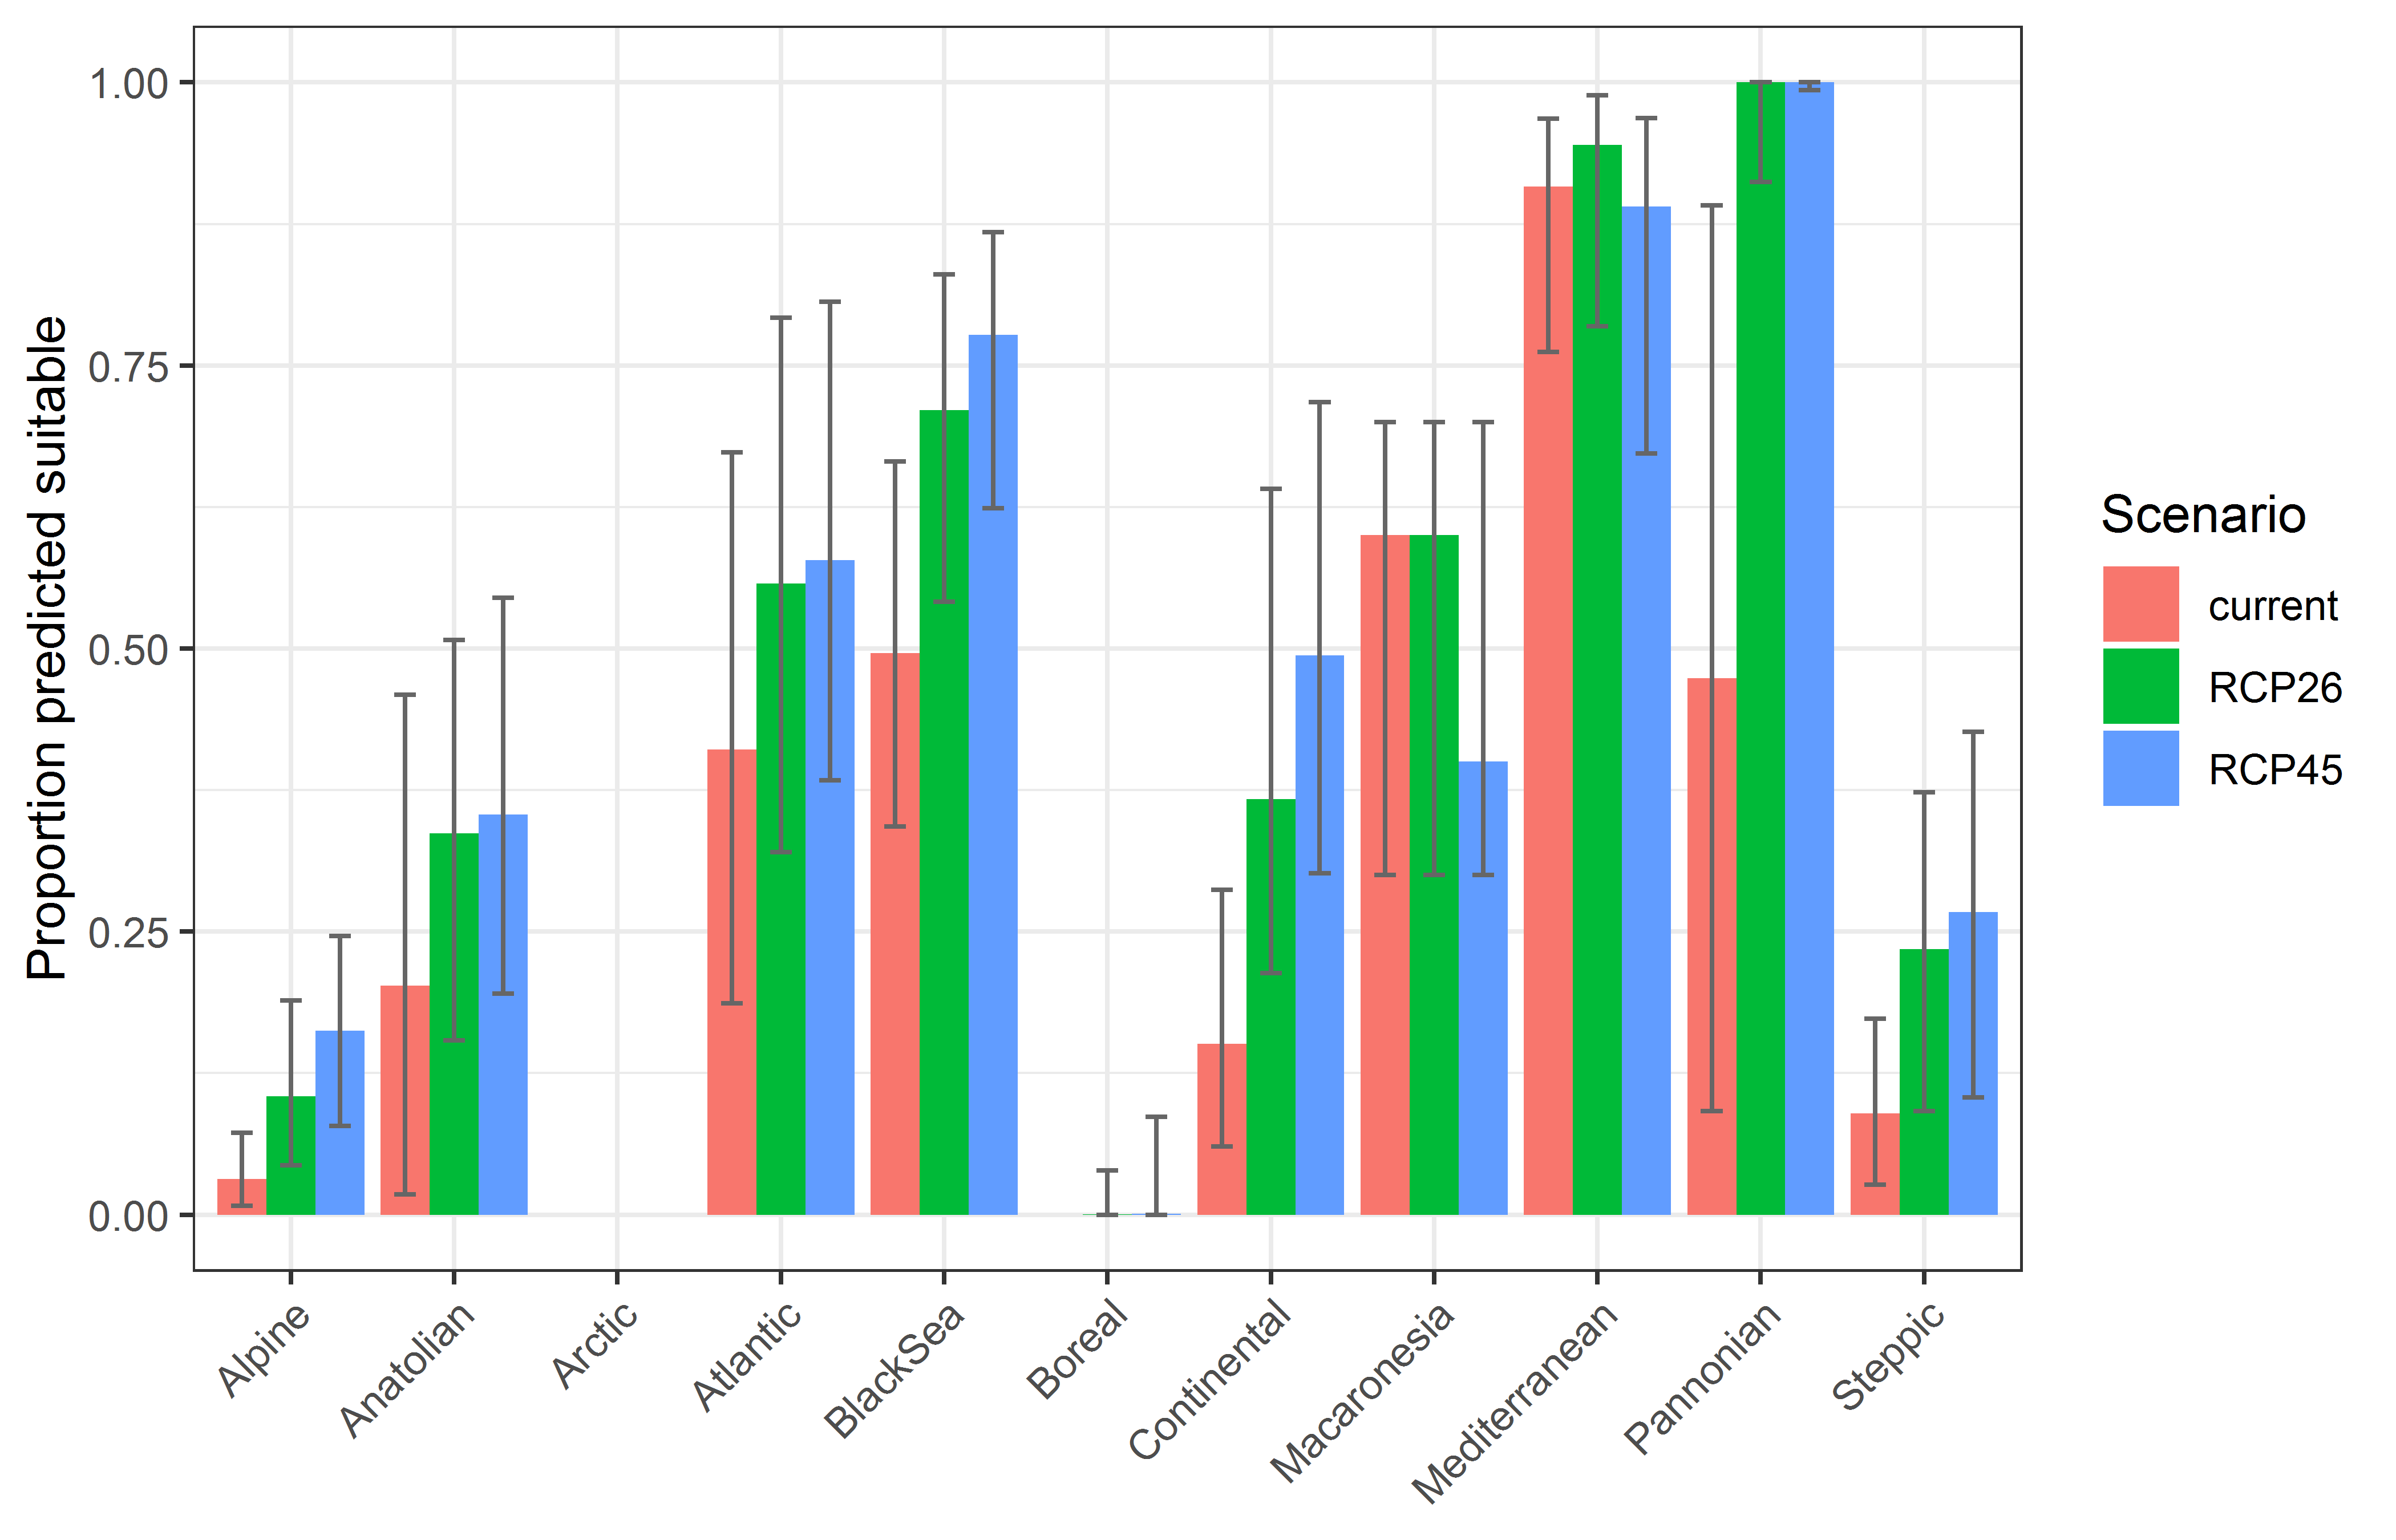 Proportion predicted suitable
1.00
0.75
0.50
0.25
0.00
Alpine
Anatolian
Arctic
Atlantic
BlackSea
Boreal
Continental
Macaronesia
Mediterranean
Pannonian
Steppic
Scenario
current
RCP26
RCP45